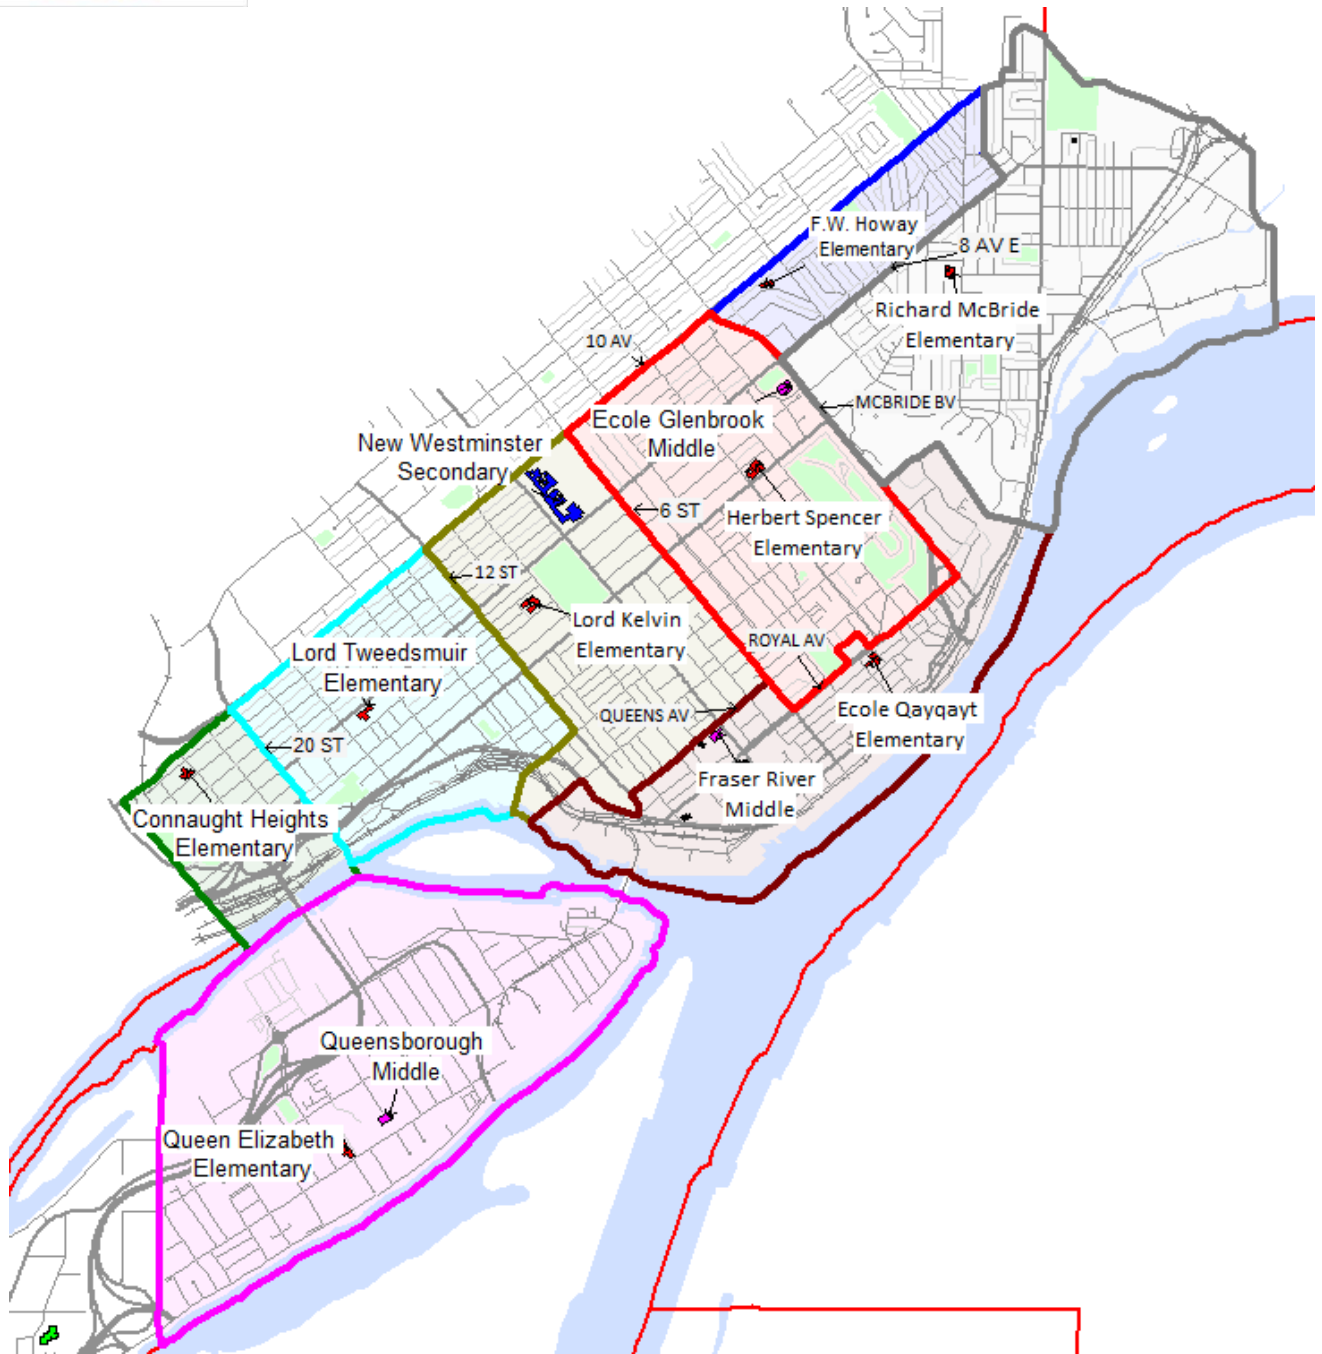 F.W. Howay
Elementary
8 AV E
Richard McBride
Elementary
10 AV
MCBRIDE BV
Ecole Glenbrook
Middle
New Westminster
Secondary
6 ST
Herbert Spencer
Elementary
12 ST
Lord Kelvin
Elementary
ROYAL AV
Lord Tweedsmuir
Elementary
QUEENS AV
Ecole Qayqayt
Elementary
20 ST
Fraser River
Middle
Connaught Heights
Elementary
Queensborough
Middle
Queen Elizabeth
Elementary